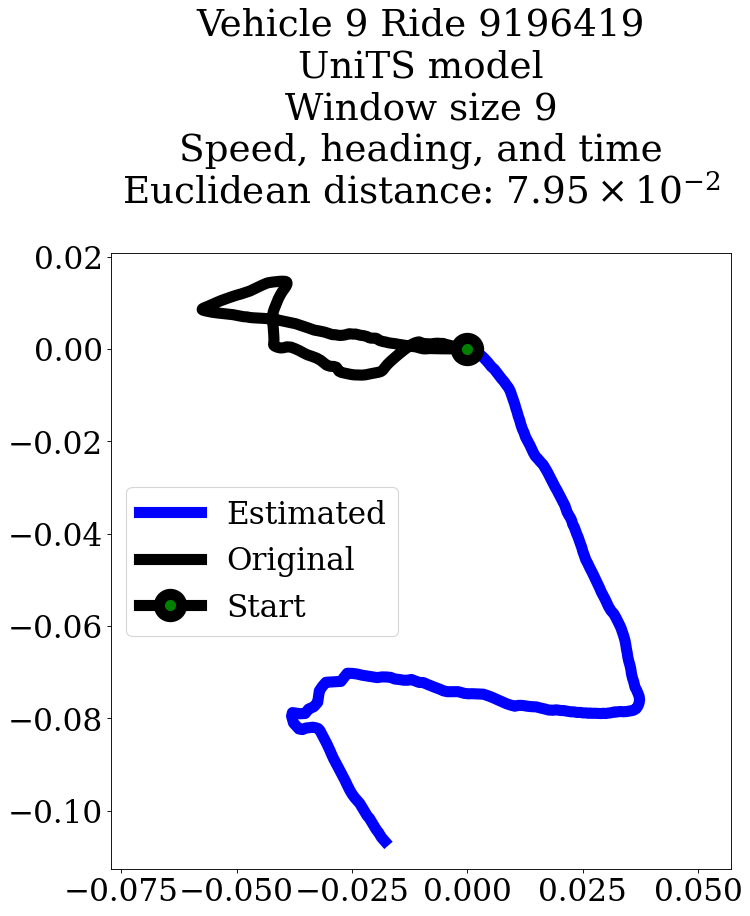 Vehicle 9 Ride 9196419
UniTS model
Window size 9
Speed, heading, and time
Euclidean distance: 7.95 × 10⁻²
0.02
0.00
−0.02
−0.04
−0.06
−0.08
−0.10
Estimated
Original
Start
−0.075 −0.050 −0.025 0.000 0.025 0.050